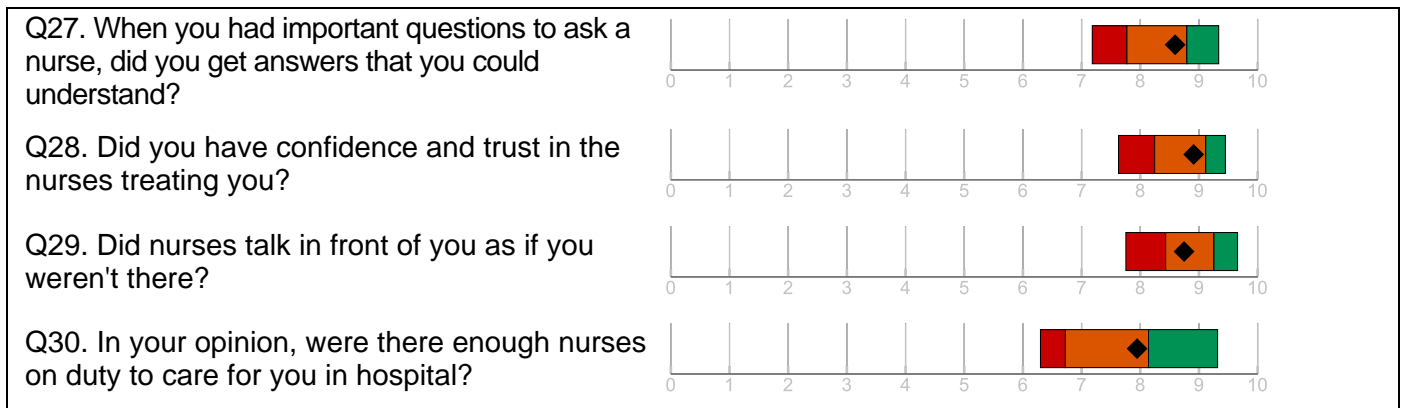 Q27. When you had important questions to ask a
nurse, did you get answers that you could
understand?
0 1 2 3 4 5 6 7 8 9 10
Q28. Did you have confidence and trust in the
nurses treating you?
0 1 2 3 4 5 6 7 8 9 10
Q29. Did nurses talk in front of you as if you
weren't there?
0 1 2 3 4 5 6 7 8 9 10
Q30. In your opinion, were there enough nurses
on duty to care for you in hospital?
0 1 2 3 4 5 6 7 8 9 10